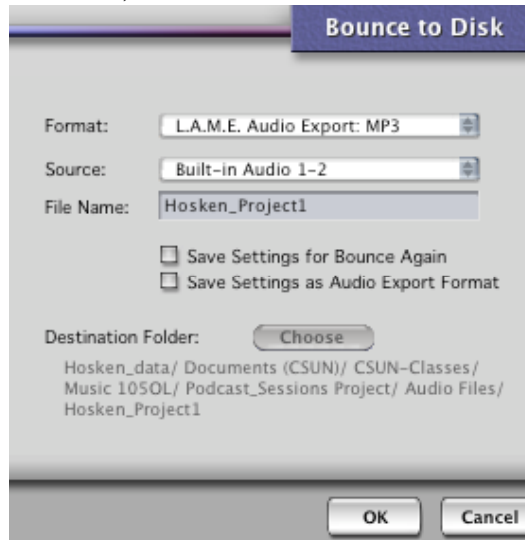 Bounce to Disk
Format: L.A.M.E. Audio Export: MP3
Source: Built-in Audio 1-2
File Name: Hosken_Project1
Save Settings for Bounce Again
Save Settings as Audio Export Format
Destination Folder: Choose
Hosken_data/ Documents (CSUN)/ CSUN-Classes/
Music 105OL/ Podcast_Sessions Project/ Audio Files/
Hosken_Project1
OK Cancel